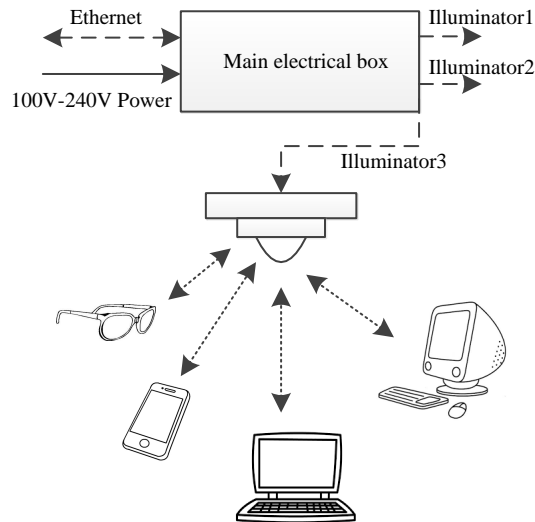 Ethernet
Illuminator1
Main electrical box
Illuminator2
100V-240V Power
Illuminator3